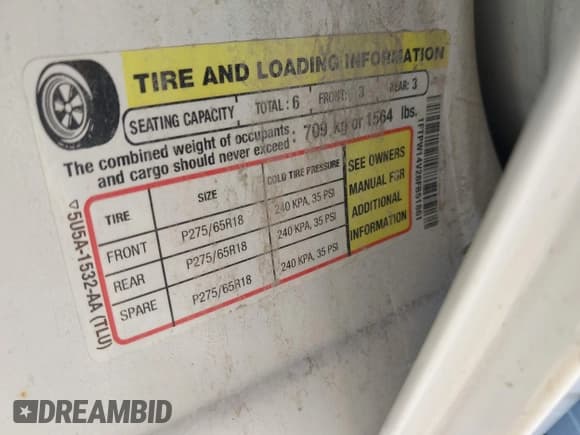 TIRE AND LOADING INFORMATION
SEATING CAPACITY TOTAL: 6 FRONT: 3 REAR: 3
The combined weight of occupants and cargo should never exceed: 709 kg or 1564 lbs.
TIRE SIZE COLD TIRE PRESSURE
FRONT P275/65R18 240 KPA, 35 PSI
REAR P275/65R18 240 KPA, 35 PSI
SPARE P275/65R18 240 KPA, 35 PSI
SEE OWNERS
MANUAL FOR
ADDITIONAL
INFORMATION
5U5A-1532-AA (TLU)
DREAMBID